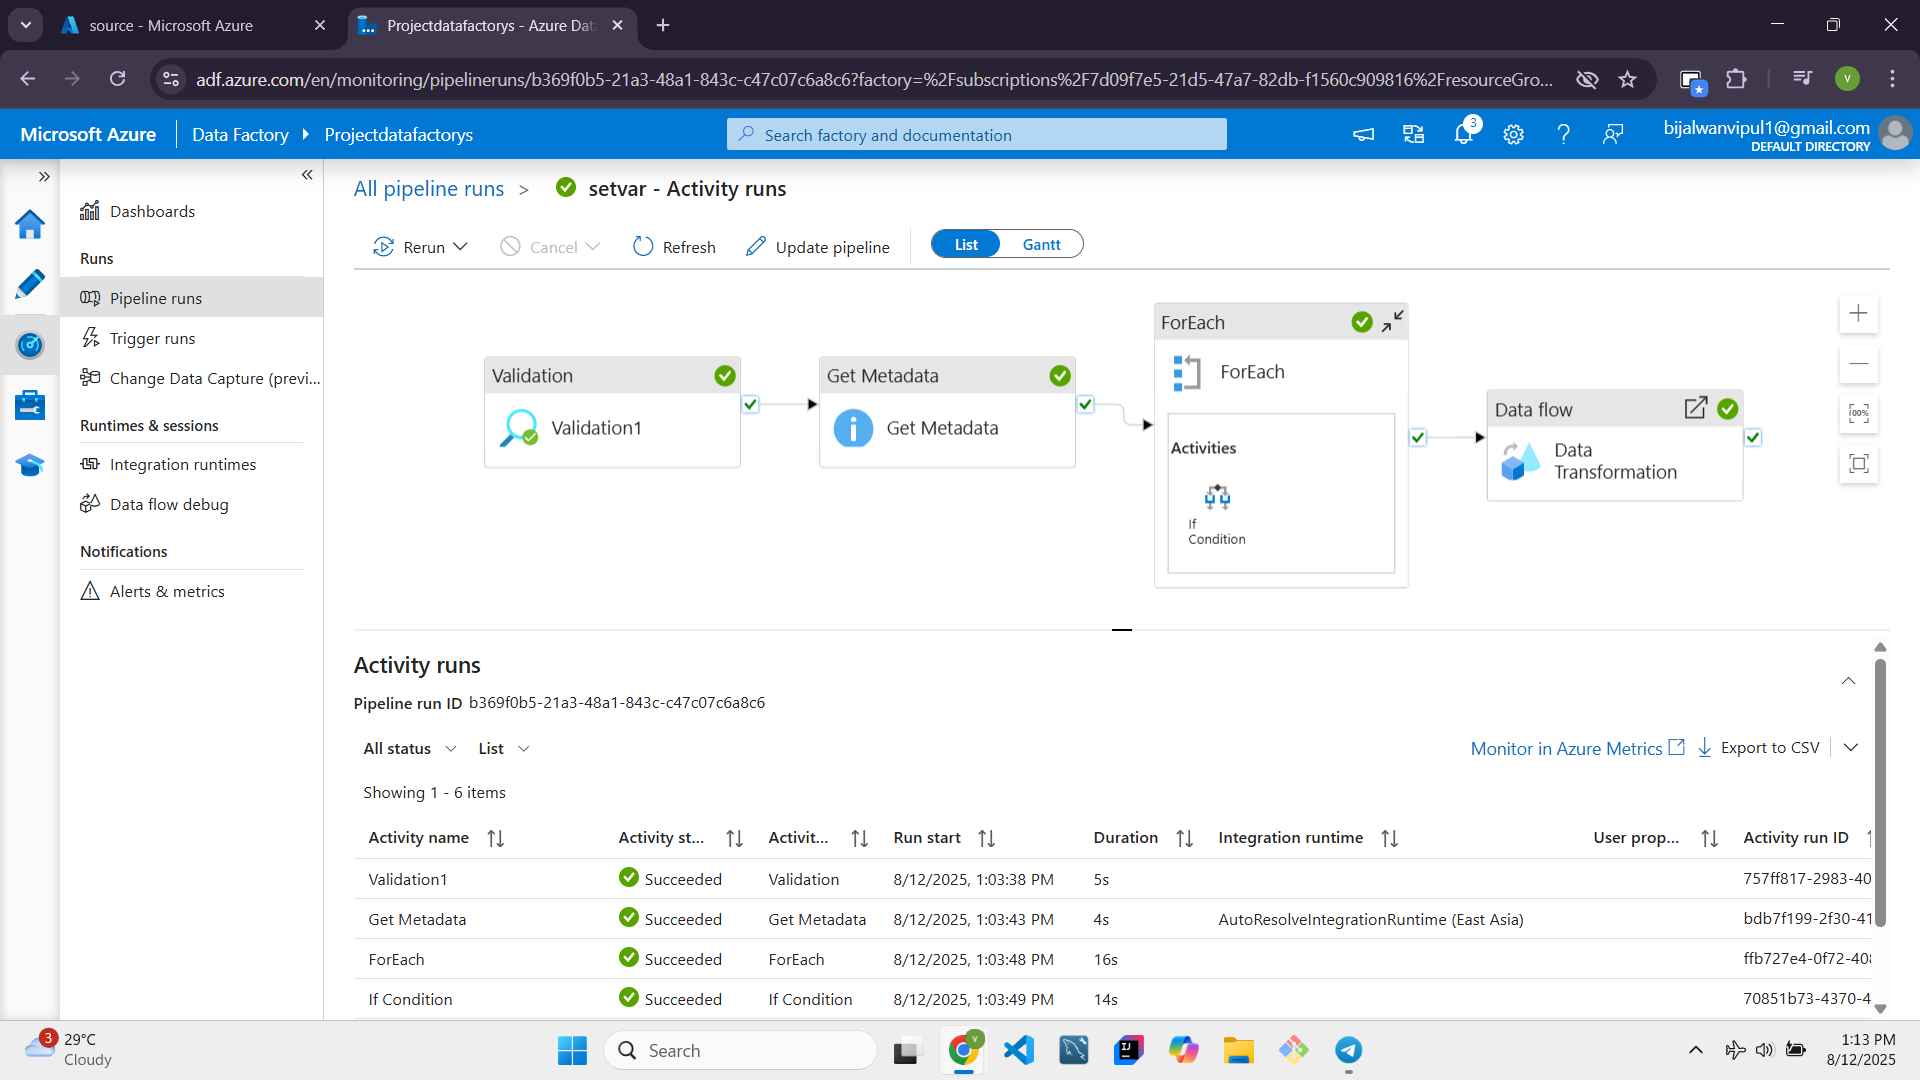 source - Microsoft Azure
Projectdatafactorys - Azure Dat
adf.azure.com/en/monitoring/pipelineruns/b369f0b5-21a3-48a1-843c-c47c07c6a8c6?factory=%2Fsubscriptions%2F7d09f7e5-21d5-47a7-82db-f1560c909816%2FresourceGro...
V
Microsoft Azure
Data Factory
Projectdatafactorys
Search factory and documentation
3
bijalwanvipul1@gmail.com
DEFAULT DIRECTORY
Dashboards
Runs
Pipeline runs
Trigger runs
Change Data Capture (previ...
Runtimes & sessions
Integration runtimes
Data flow debug
Notifications
Alerts & metrics
All pipeline runs > setvar - Activity runs
Rerun
Cancel
Refresh
Update pipeline
List
Gantt
Validation
Validation1
Get Metadata
Get Metadata
ForEach
ForEach
Activities
If
Condition
Data flow
Data
Transformation
100%
Activity runs
Pipeline run ID b369f0b5-21a3-48a1-843c-c47c07c6a8c6
All status
List
Monitor in Azure Metrics
Export to CSV
Showing 1 - 6 items
Activity name Activity st... Activit... Run start Duration Integration runtime User prop... Activity run ID
Validation1 Succeeded Validation 8/12/2025, 1:03:38 PM 5s 757ff817-2983-40
Get Metadata Succeeded Get Metadata 8/12/2025, 1:03:43 PM 4s AutoResolveIntegrationRuntime (East Asia) bdb7f199-2f30-41
ForEach Succeeded ForEach 8/12/2025, 1:03:48 PM 16s ffb727e4-0f72-408
If Condition Succeeded If Condition 8/12/2025, 1:03:49 PM 14s 70851b73-4370-4
3
29°C
Cloudy
Search
V
1:13 PM
8/12/2025